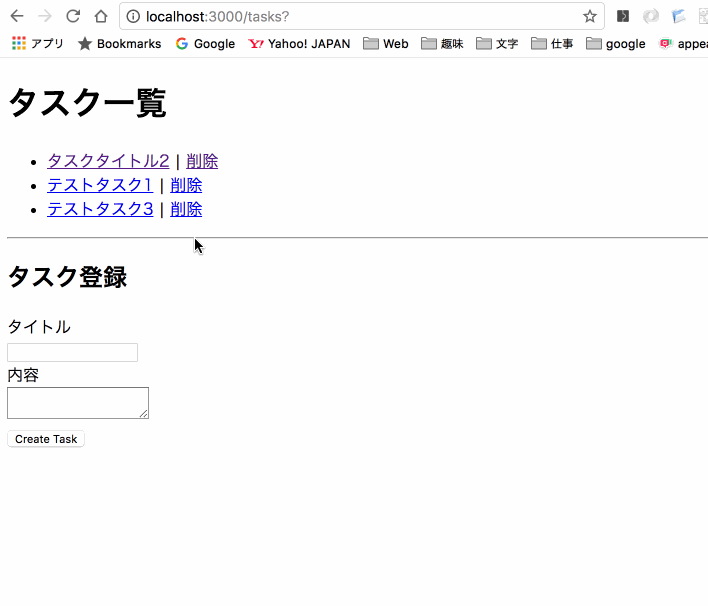 localhost:3000/tasks?
アプリ Bookmarks Google Yahoo! JAPAN Web 趣味 文字 仕事 google appea
タスク一覧
タスクタイトル2 | 削除
テストタスク1 | 削除
テストタスク3 | 削除
タスク登録
タイトル
内容
Create Task